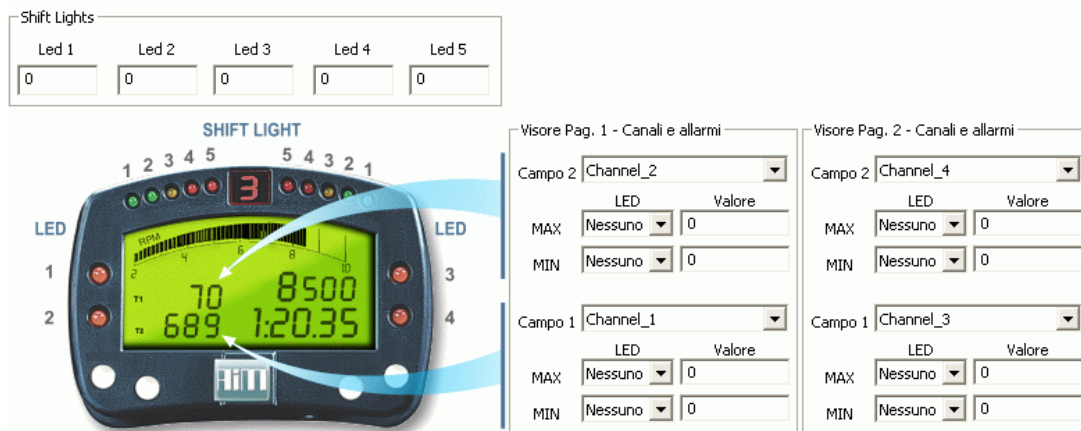 Shift Lights
Led 1 Led 2 Led 3 Led 4 Led 5
0 0 0 0 0
SHIFT LIGHT
1 2 3 4 5 5 4 3 2 1
3
LED LED
RPM
2 4 6 8 10
1 3
T1 70 8500
2 4
T2 689 1:20.35
AiM
Visore Pag. 1 - Canali e allarmi
Campo 2 Channel_2
LED Valore
MAX Nessuno 0
MIN Nessuno 0
Campo 1 Channel_1
LED Valore
MAX Nessuno 0
MIN Nessuno 0
Visore Pag. 2 - Canali e allarmi
Campo 2 Channel_4
LED Valore
MAX Nessuno 0
MIN Nessuno 0
Campo 1 Channel_3
LED Valore
MAX Nessuno 0
MIN Nessuno 0